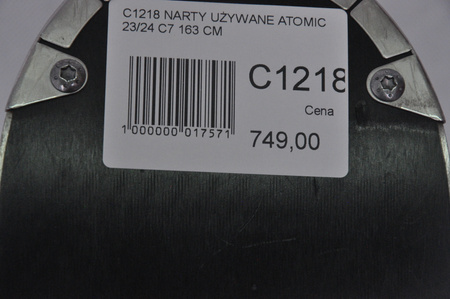 C1218 NARTY UŻYWANE ATOMIC
23/24 C7 163 CM
C1218
Cena
1 000000 017571
749,00